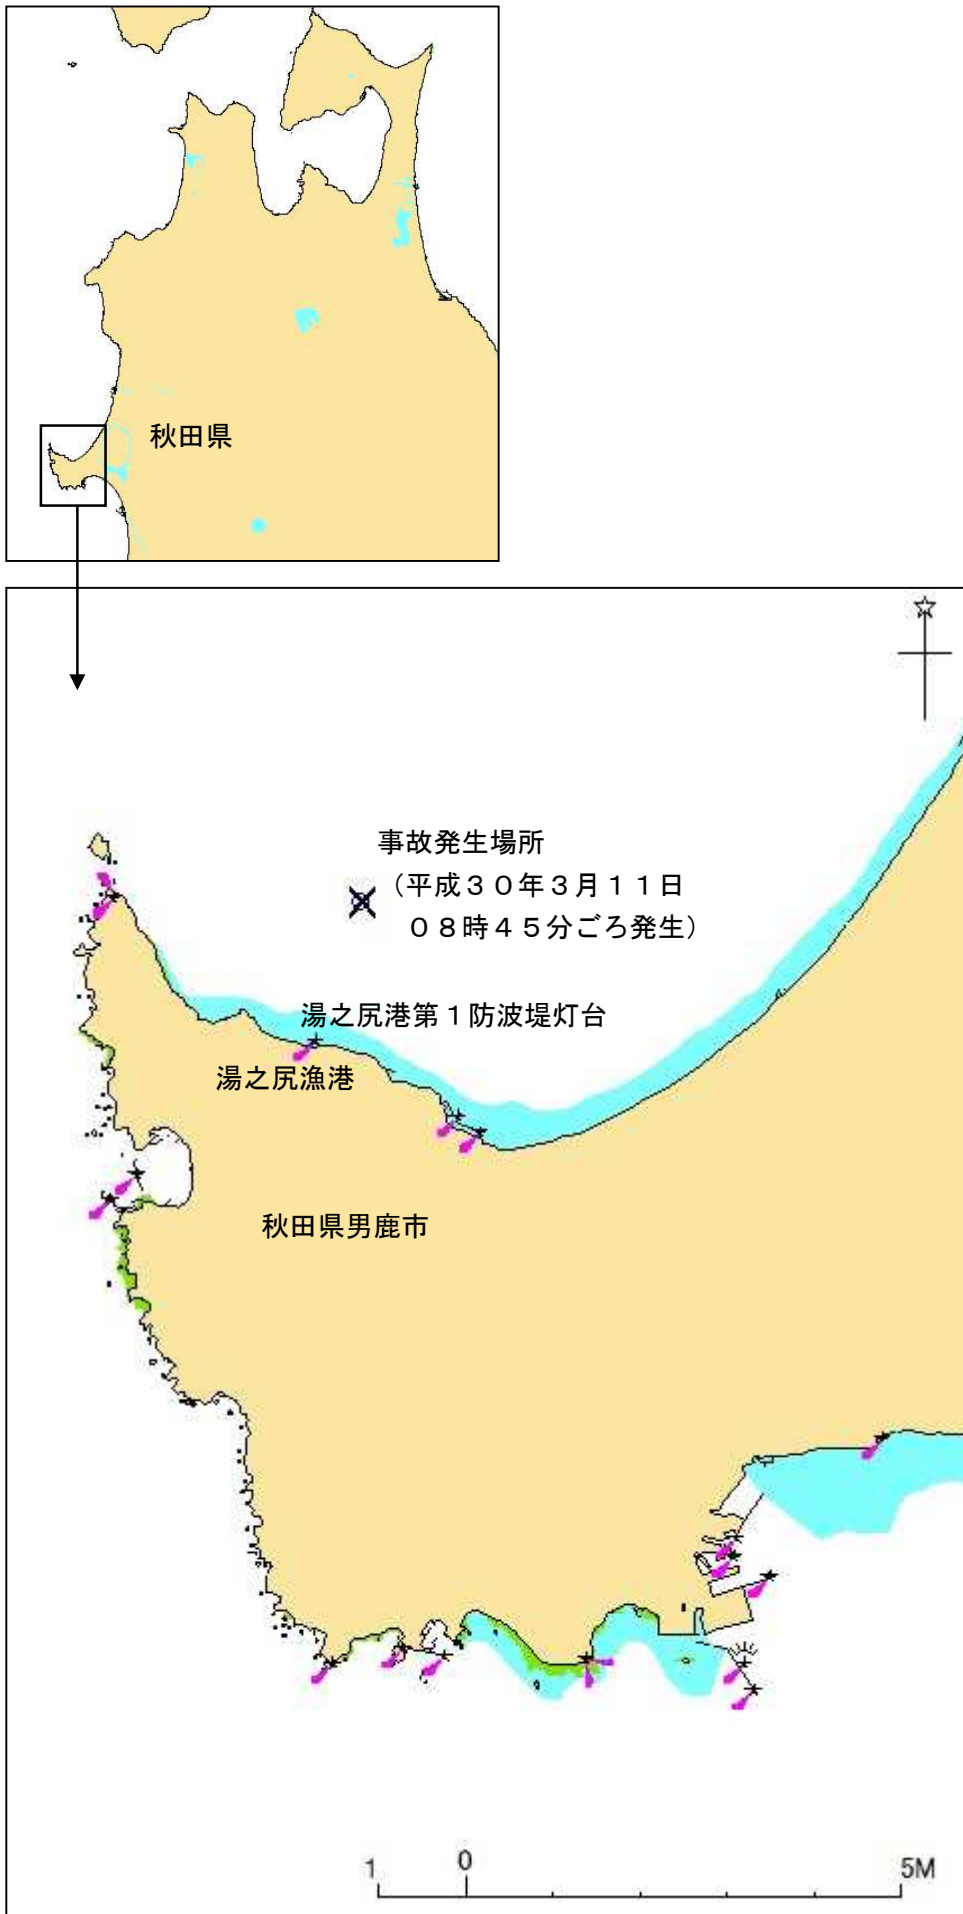 秋田県
事故発生場所
(平成30年3月11日
08時45分ごろ発生)
湯之尻港第1防波堤灯台
湯之尻漁港
秋田県男鹿市
1 0 5M